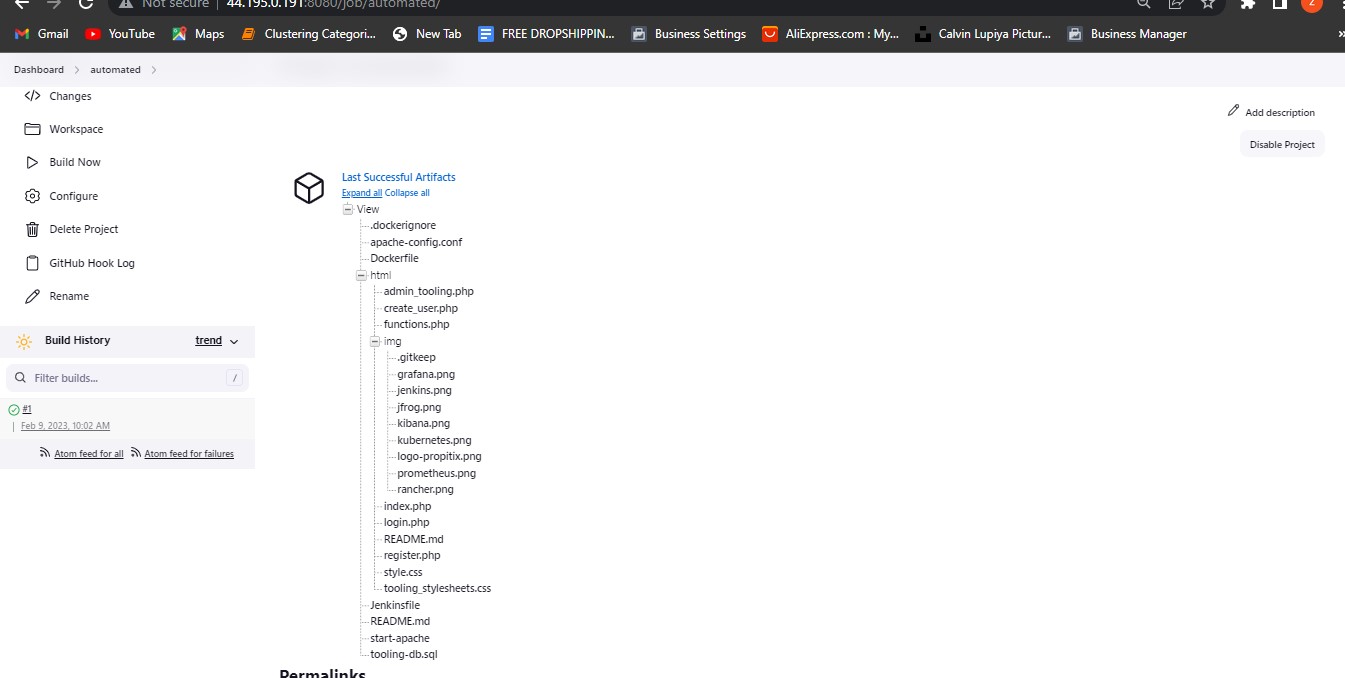 Not secure | 44.195.0.191:8080/job/automated/
Z
Gmail YouTube Maps Clustering Categori... New Tab FREE DROPSHIPPIN... Business Settings AliExpress.com : My... Calvin Lupiya Pictur... Business Manager »
Dashboard > automated >
Changes
Workspace
Build Now
Configure
Delete Project
GitHub Hook Log
Rename
Build History trend
Filter builds... /
#1
Feb 9, 2023, 10:02 AM
Atom feed for all Atom feed for failures
Add description
Disable Project
Last Successful Artifacts
Expand all Collapse all
View
.dockerignore
apache-config.conf
Dockerfile
html
admin_tooling.php
create_user.php
functions.php
img
.gitkeep
grafana.png
jenkins.png
jfrog.png
kibana.png
kubernetes.png
logo-propitix.png
prometheus.png
rancher.png
index.php
login.php
README.md
register.php
style.css
tooling_stylesheets.css
Jenkinsfile
README.md
start-apache
tooling-db.sql
Permalinks